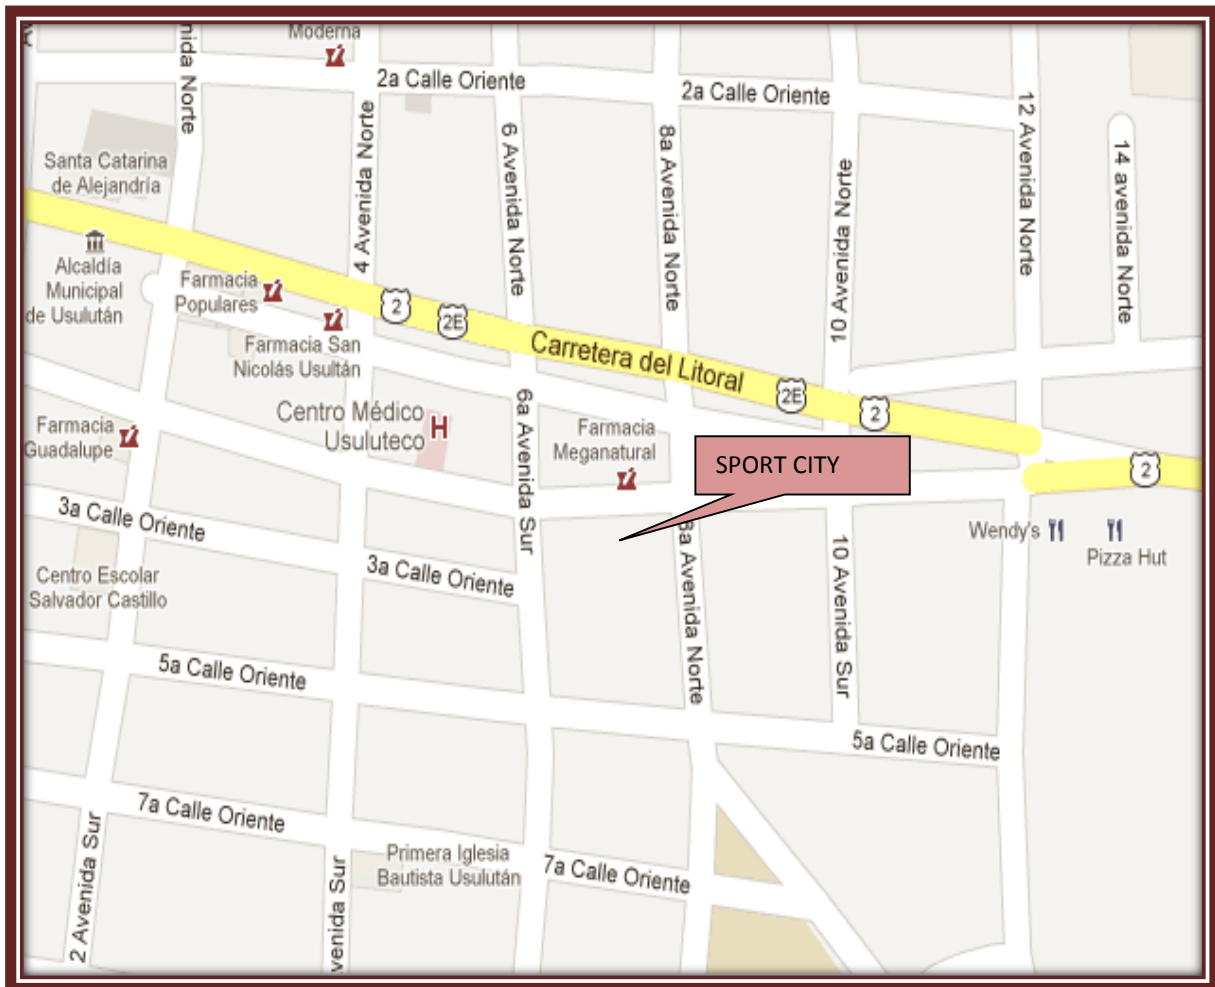 Moderna
nida Norte
2a Calle Oriente
2a Calle Oriente
4 Avenida Norte
6 Avenida Norte
8a Avenida Norte
10 Avenida Norte
12 Avenida Norte
14 avenida Norte
Santa Catarina
de Alejandría
Alcaldía
Municipal
de Usulután
Farmacia
Populares
2
2E
Farmacia San
Nicolás Usultán
Carretera del Litoral
2E
2
Centro Médico
Usuluteco
H
6a Avenida Sur
Farmacia
Meganatural
Farmacia
Guadalupe
SPORT CITY
2
3a Calle Oriente
Wendy's
Pizza Hut
3a Calle Oriente
8a Avenida Norte
10 Avenida Sur
Centro Escolar
Salvador Castillo
5a Calle Oriente
5a Calle Oriente
7a Calle Oriente
2 Avenida Sur
venida Sur
Primera Iglesia
Bautista Usulután
7a Calle Oriente